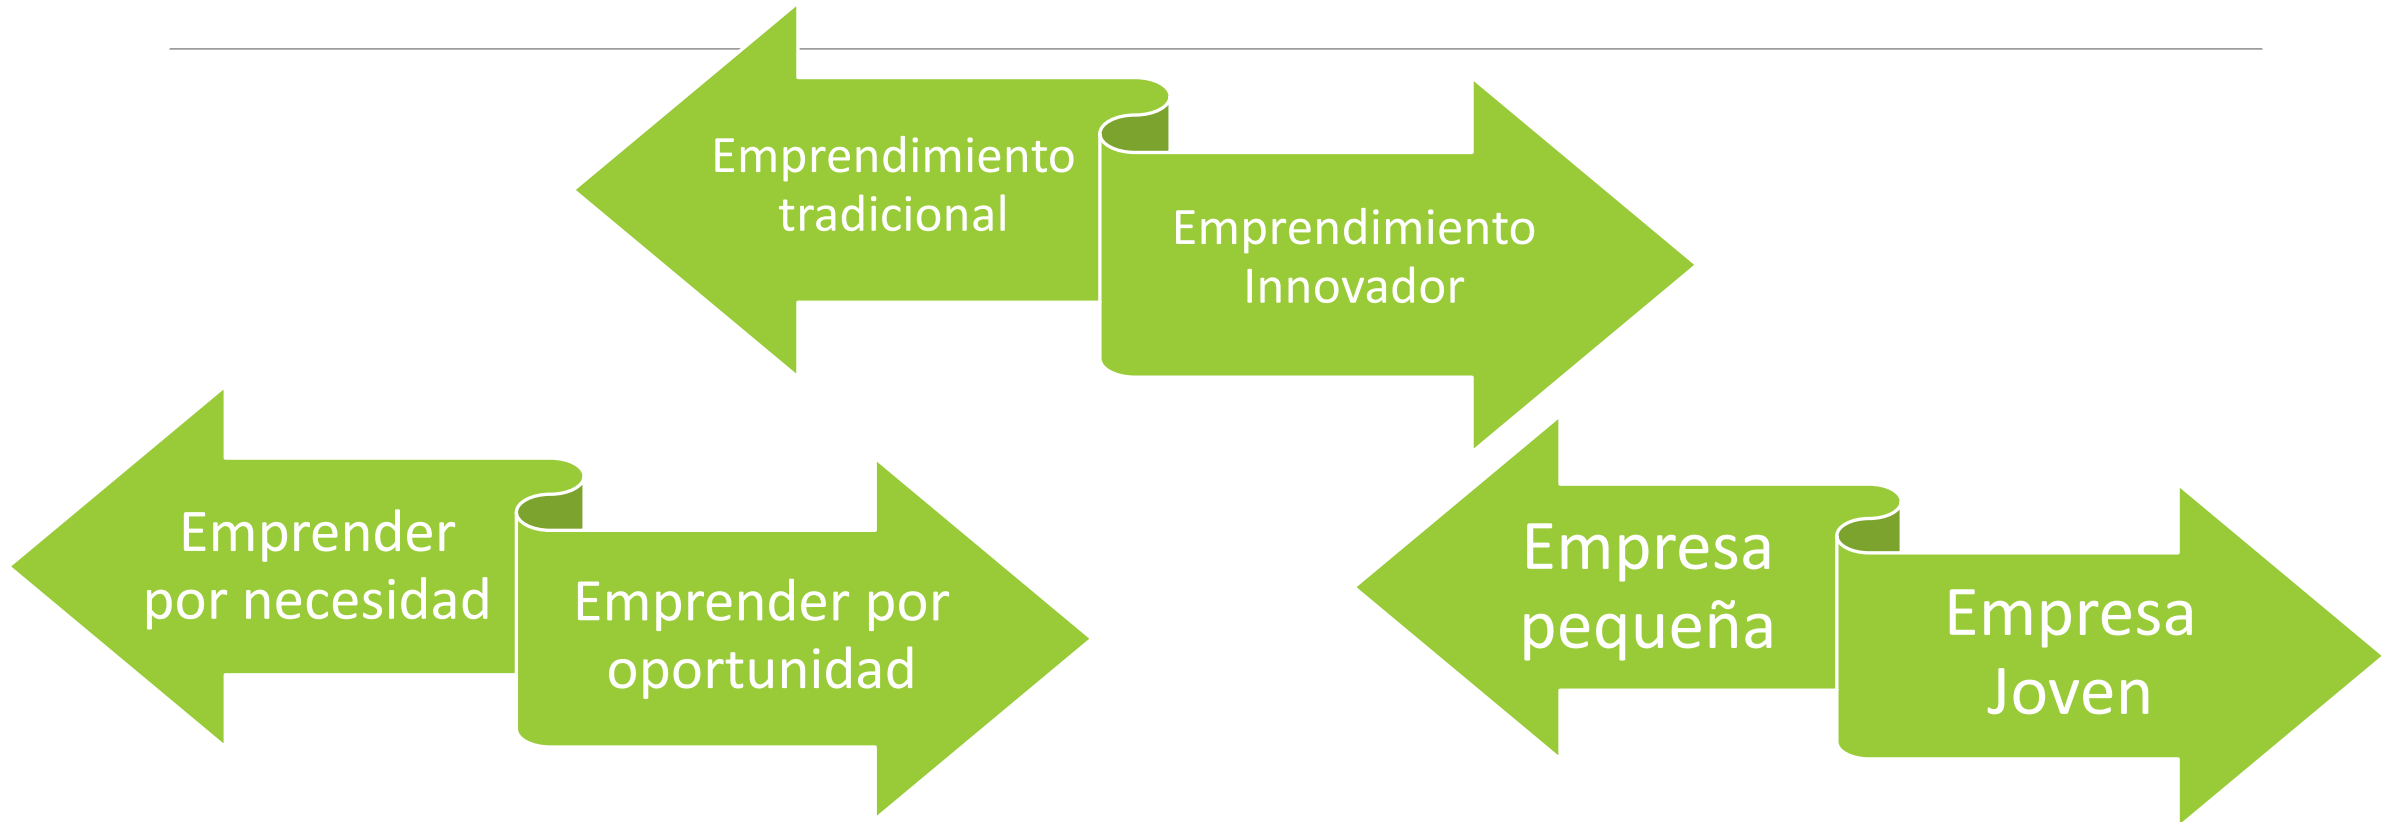 Emprendimiento
tradicional
Emprendimiento
Innovador
Emprender
por necesidad
Emprender por
oportunidad
Empresa
pequeña
Empresa
Joven